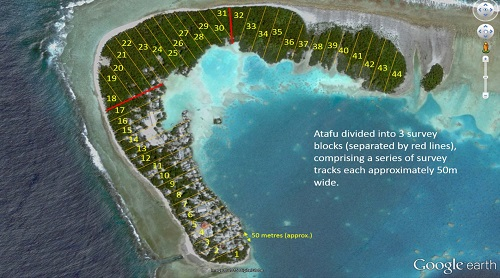 31 32
29 30 33
27 28 34 35
22 23 24 26 25 36 37 38 39
21 40
20 41
19 42
18 43
17 44
16
15
14
13
12
11
10
9
8
7
6
5
4
3
2
1
Atafu divided into 3 survey
blocks (separated by red lines),
comprising a series of survey
tracks each approximately 50m
wide.
50 metres (approx.)
Google earth